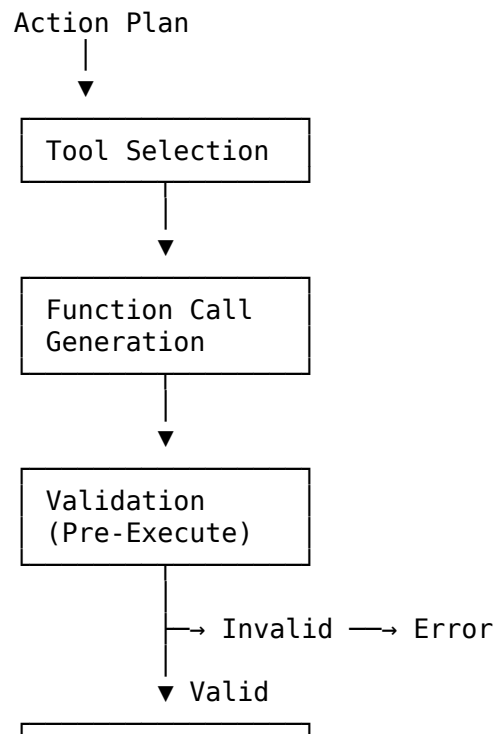 Action Plan
Tool Selection
Function Call
Generation
Validation
(Pre-Execute)
→ Invalid ──→ Error
▼ Valid